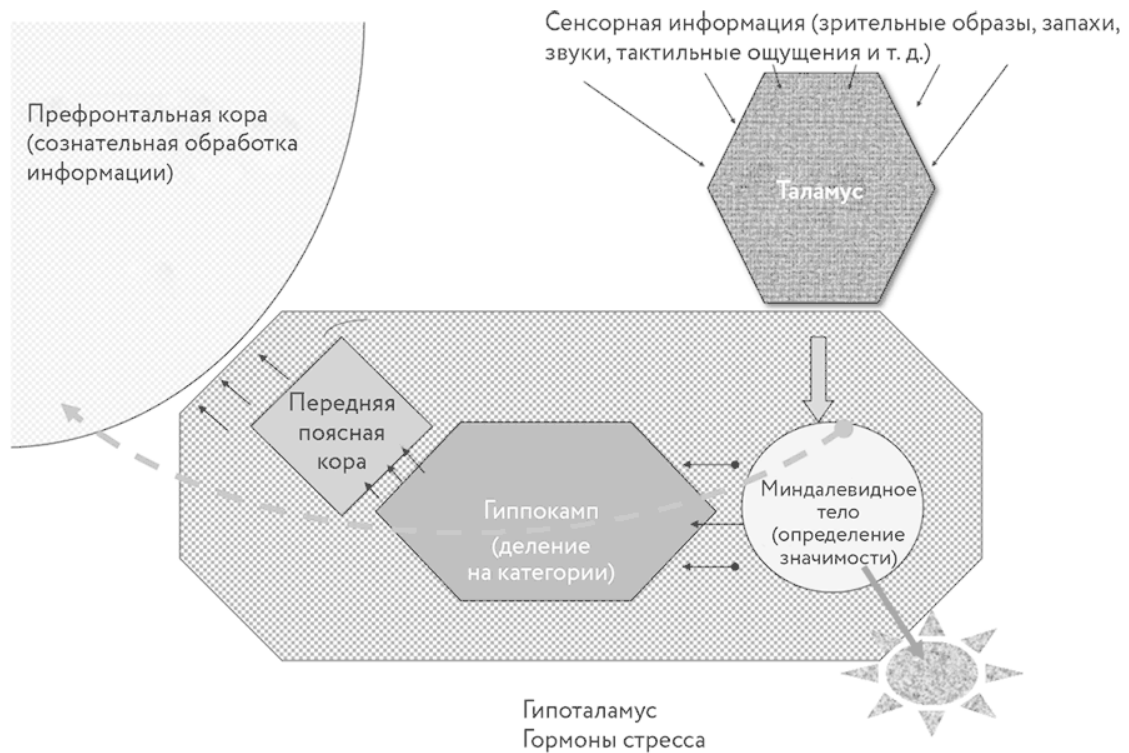 Сенсорная информация (зрительные образы, запахи,
звуки, тактильные ощущения и т. д.)
Префронтальная кора
(сознательная обработка
информации)
Таламус
Передняя
поясная
кора
Гиппокамп
(деление
на категории)
Миндалевидное
тело
(определение
значимости)
Гипоталамус
Гормоны стресса